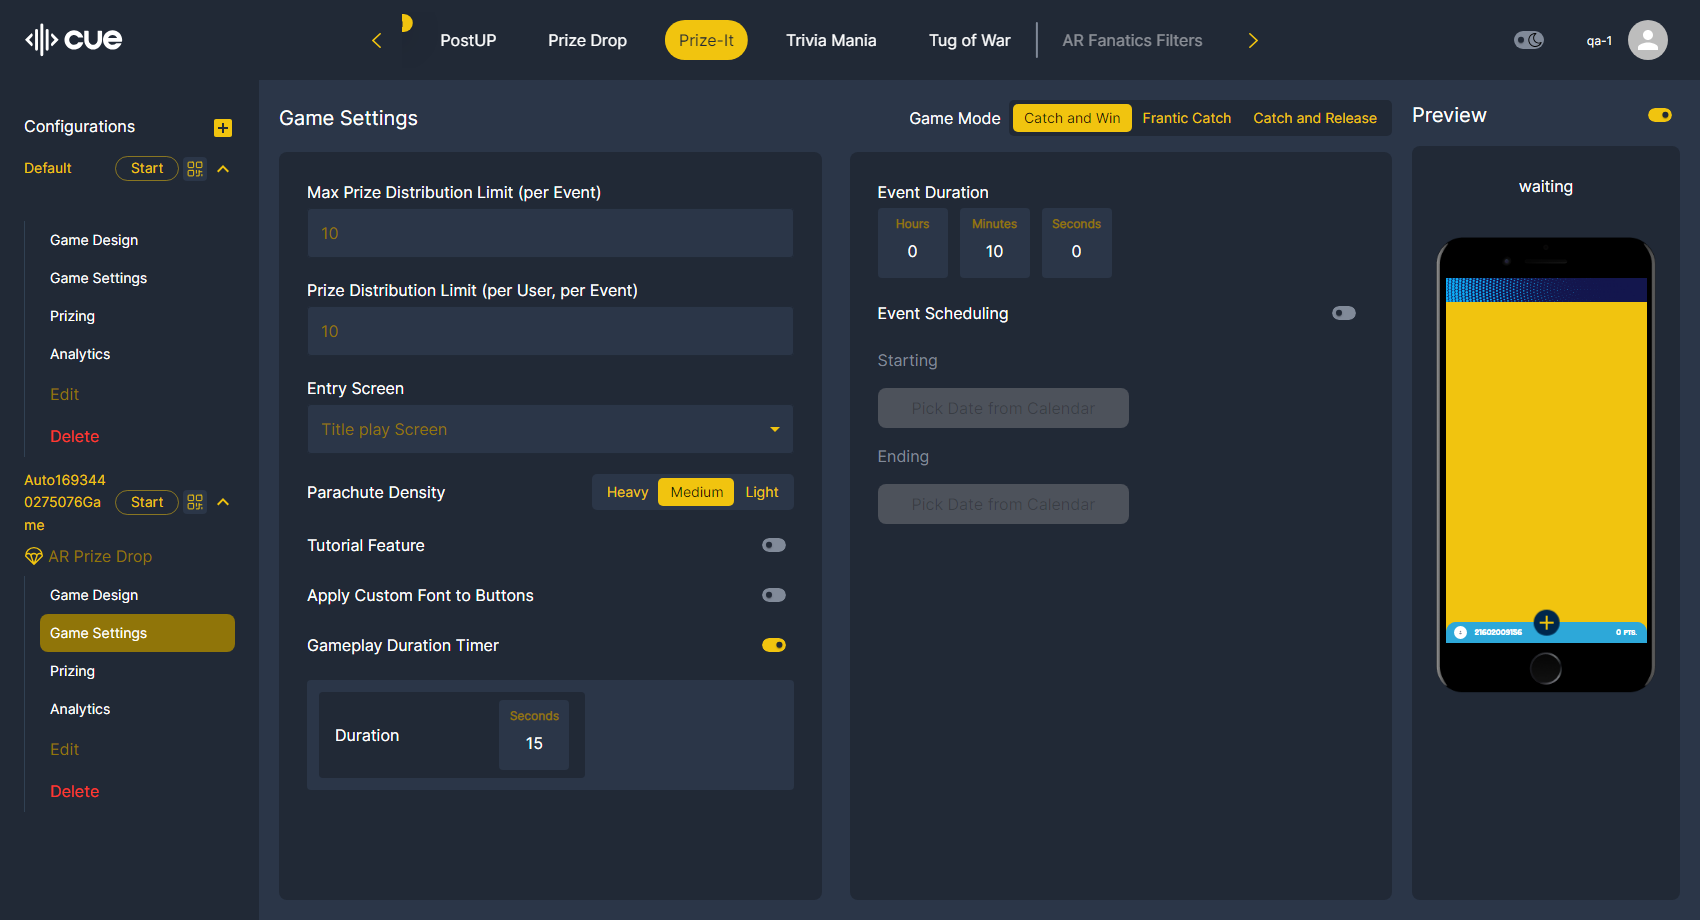 cue
PostUP
Prize Drop
Prize-It
Trivia Mania
Tug of War
AR Fanatics Filters
qa-1
Configurations
Default
Start
Game Design
Game Settings
Prizing
Analytics
Edit
Delete
Auto169344
0275076Ga
me
Start
AR Prize Drop
Game Design
Game Settings
Prizing
Analytics
Edit
Delete
Game Settings
Game Mode
Catch and Win
Frantic Catch
Catch and Release
Max Prize Distribution Limit (per Event)
10
Prize Distribution Limit (per User, per Event)
10
Entry Screen
Title play Screen
Parachute Density
Heavy
Medium
Light
Tutorial Feature
Apply Custom Font to Buttons
Gameplay Duration Timer
Duration
Seconds
15
Event Duration
Hours
Minutes
Seconds
0
10
0
Event Scheduling
Starting
Pick Date from Calendar
Ending
Pick Date from Calendar
Preview
waiting
21602009156
0 PTS.